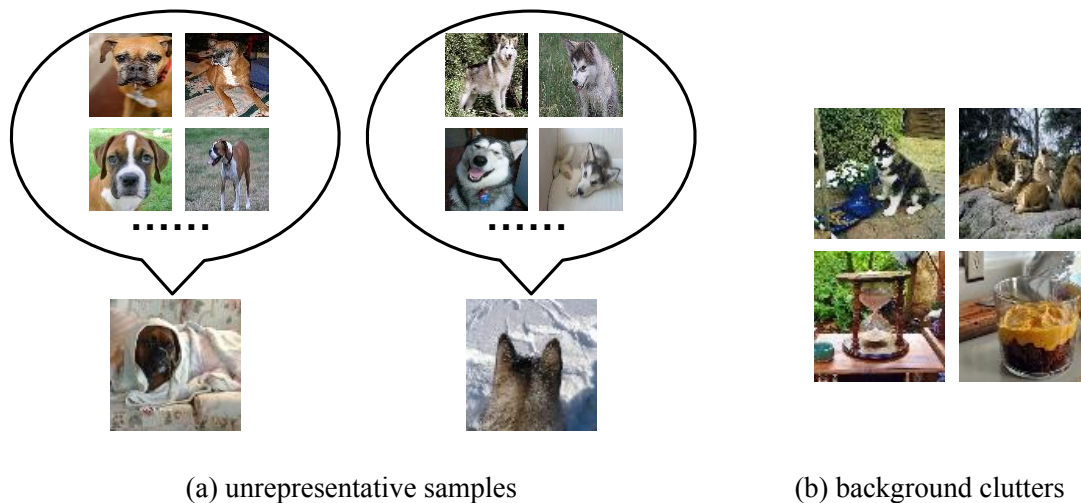 ......
......
(a) unrepresentative samples
(b) background clutters